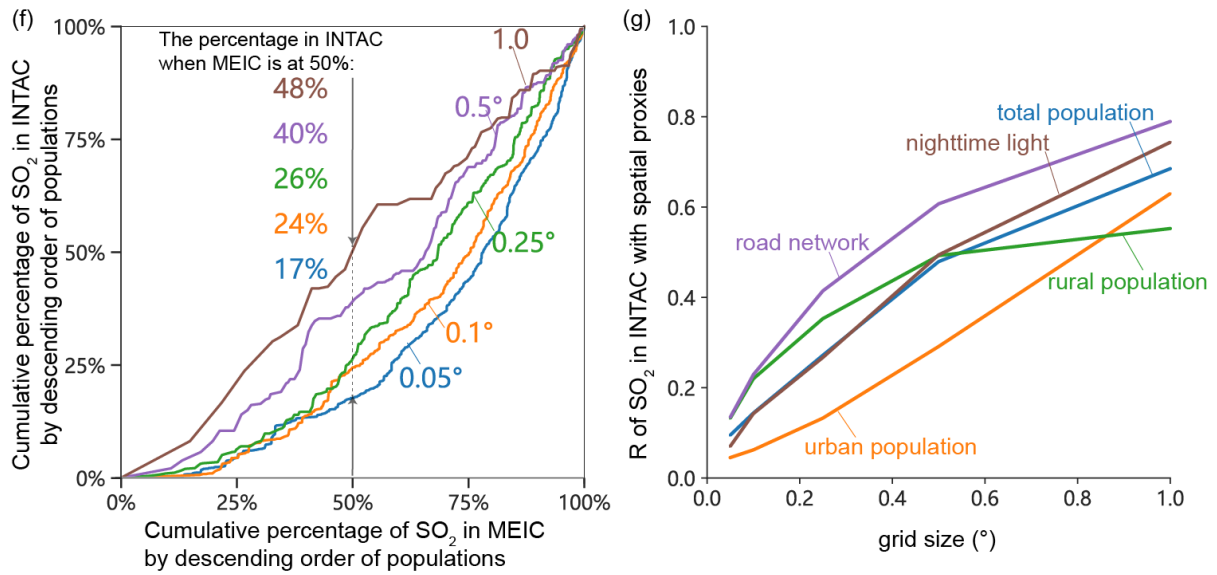 (f)
100%
75%
50%
25%
0%
Cumulative percentage of SO₂ in INTAC
by descending order of populations
The percentage in INTAC
when MEIC is at 50%:
48%
40%
26%
24%
17%
1.0
0.5°
0.25°
0.1°
0.05°
0%
25%
50%
75%
100%
Cumulative percentage of SO₂ in MEIC
by descending order of populations
(g)
1.0
0.8
0.6
0.4
0.2
0.0
R of SO₂ in INTAC with spatial proxies
total population
nighttime light
road network
rural population
urban population
0.0
0.2
0.4
0.6
0.8
1.0
grid size (°)